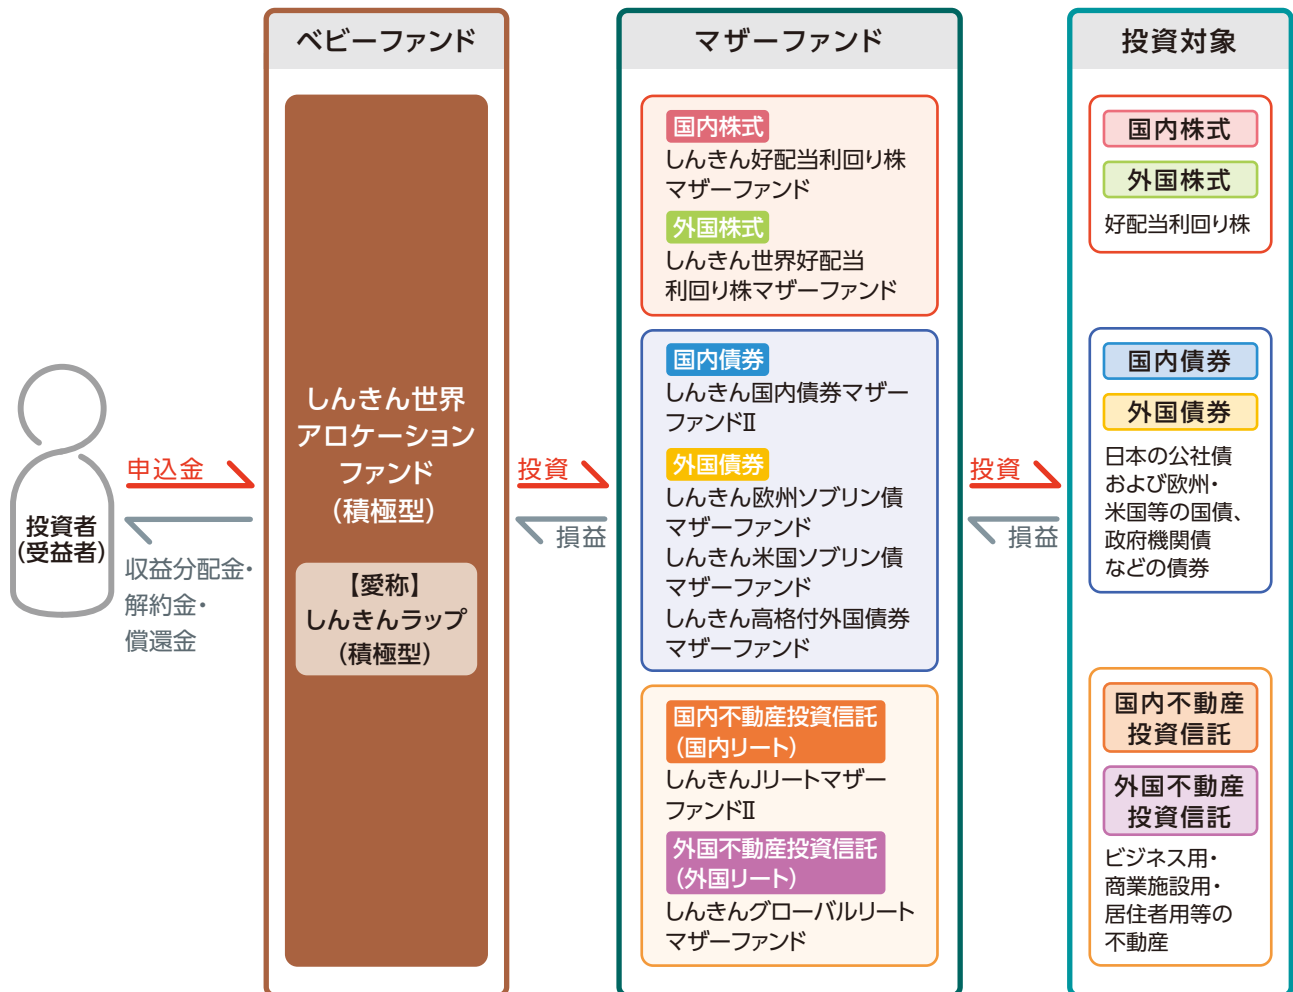 ベビーファンド
マザーファンド
投資対象
投資者
(受益者)
申込金
収益分配金・
解約金・
償還金
しんきん世界
アロケーション
ファンド
(積極型)
【愛称】
しんきんラップ
(積極型)
投資
損益
国内株式
しんきん好配当利回り株
マザーファンド
外国株式
しんきん世界好配当
利回り株マザーファンド
国内債券
しんきん国内債券マザー
ファンドⅡ
外国債券
しんきん欧州ソブリン債
マザーファンド
しんきん米国ソブリン債
マザーファンド
しんきん高格付外国債券
マザーファンド
国内不動産投資信託
(国内リート)
しんきんJリートマザー
ファンドⅡ
外国不動産投資信託
(外国リート)
しんきんグローバルリート
マザーファンド
投資
損益
国内株式
外国株式
好配当利回り株
国内債券
外国債券
日本の公社債
および欧州・
米国等の国債、
政府機関債
などの債券
国内不動産
投資信託
外国不動産
投資信託
ビジネス用・
商業施設用・
居住者用等の
不動産